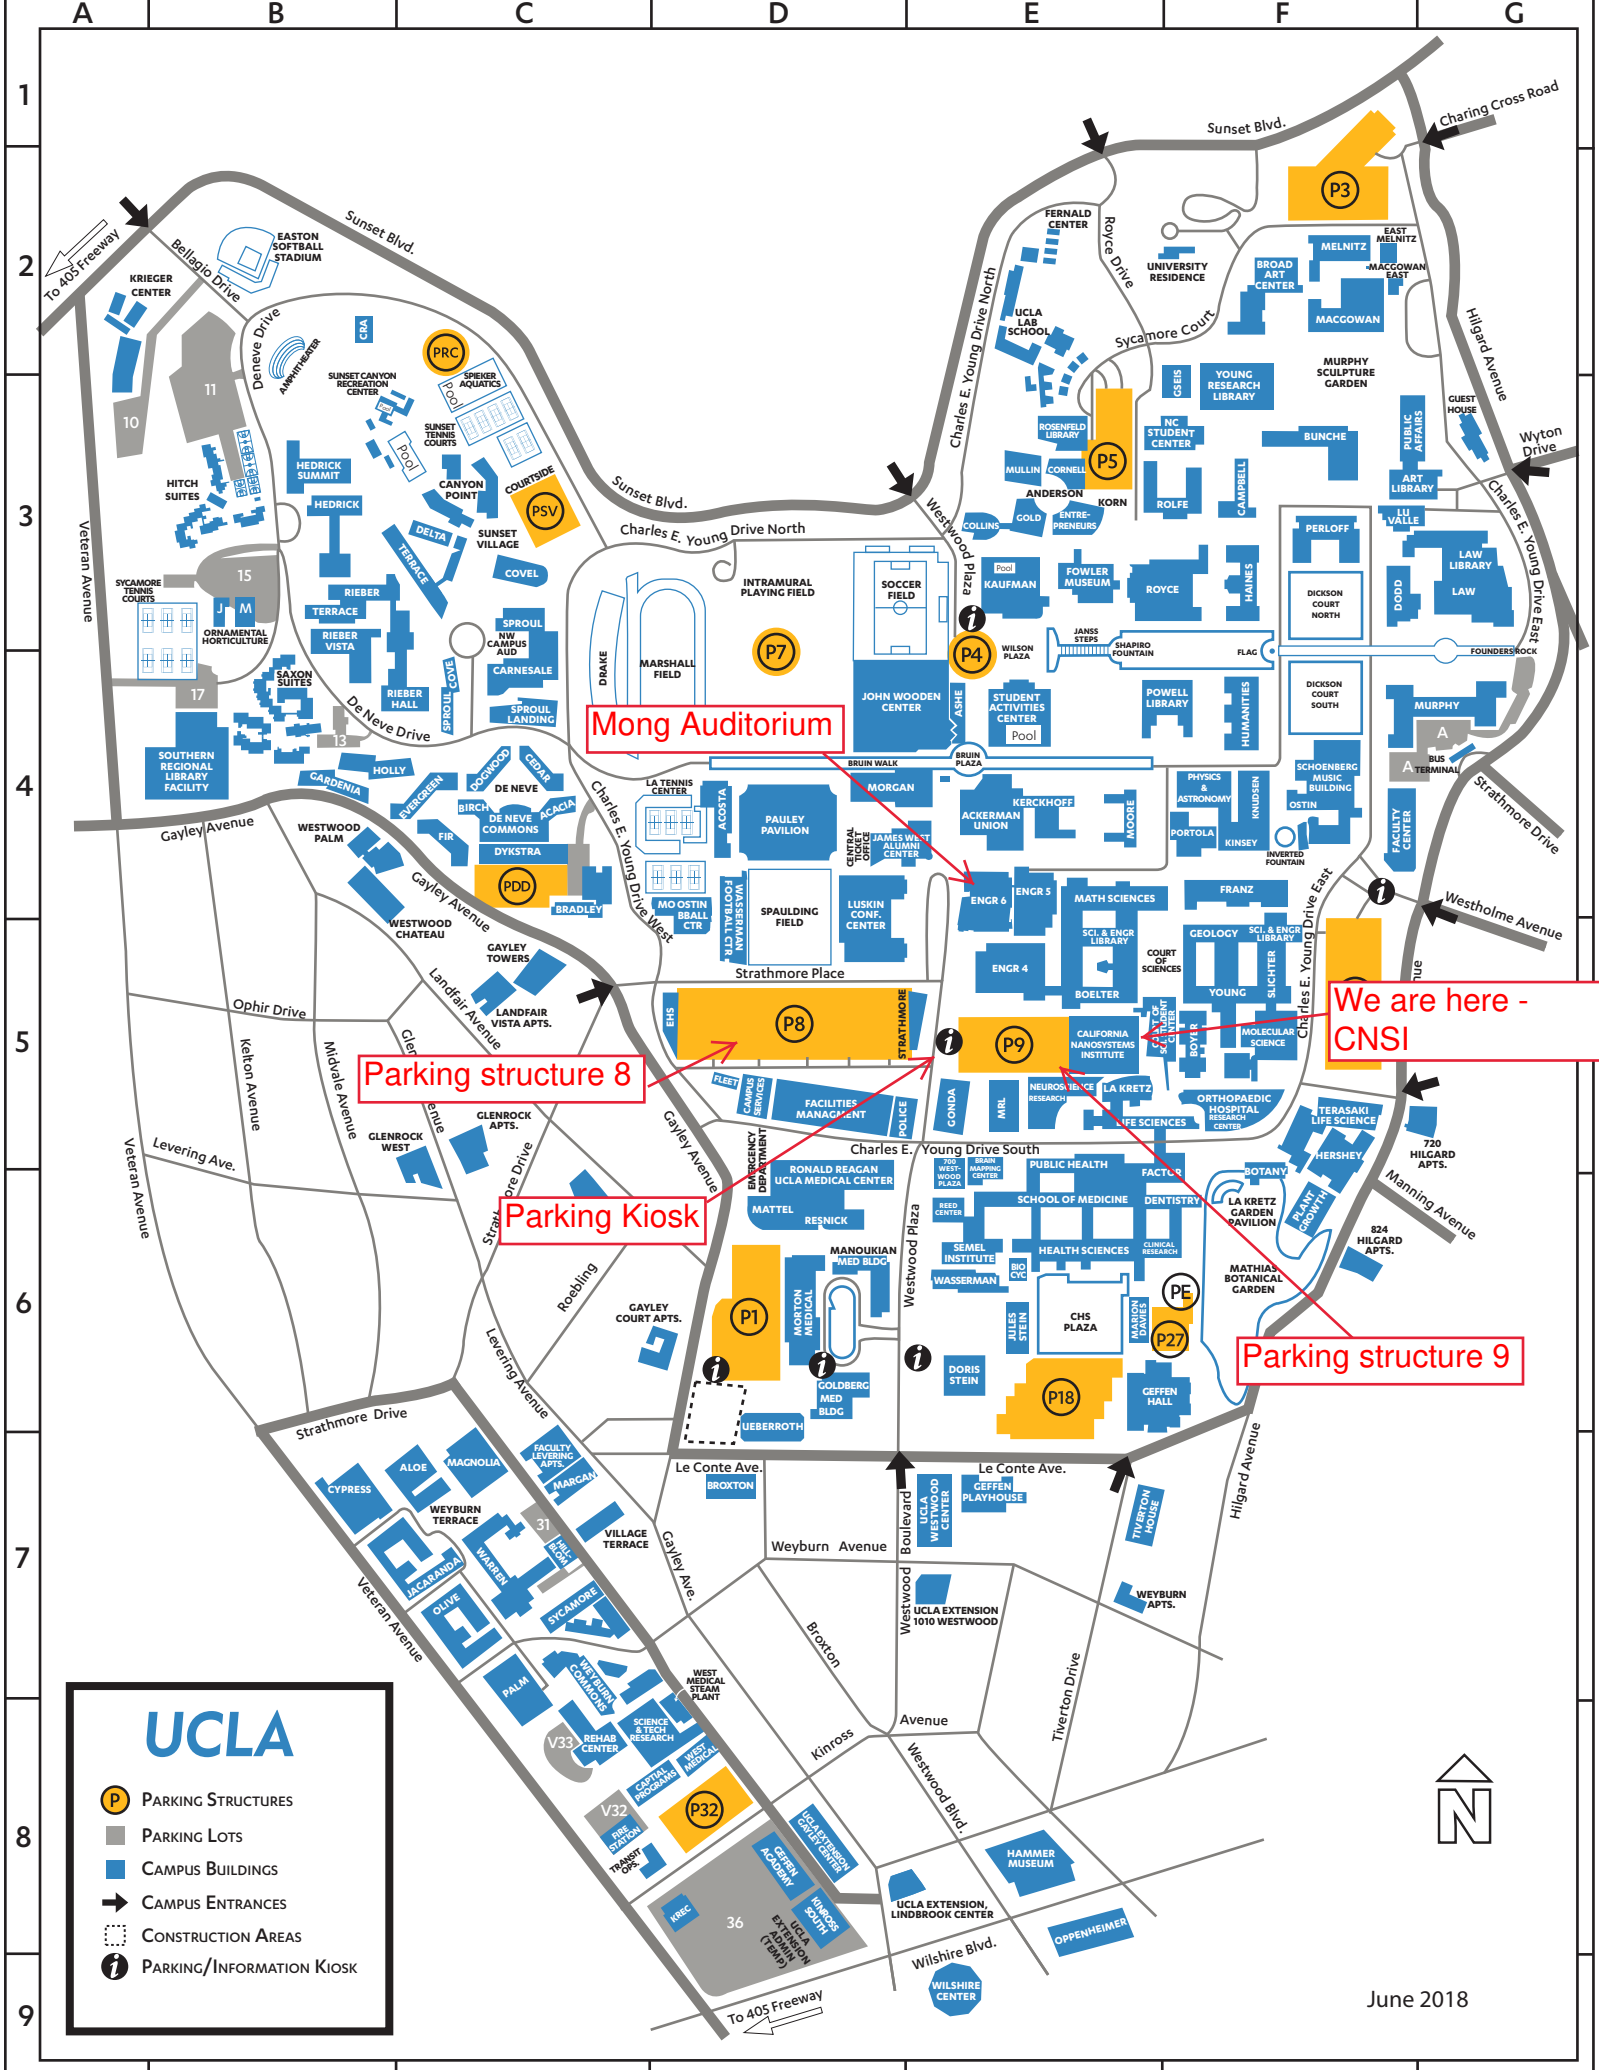 A
B
C
D
E
F
G
1
2
3
4
5
6
7
8
9
Charing Cross Road
Sunset Blvd.
P3
FERNALD
CENTER
Royce Drive
UNIVERSITY
RESIDENCE
EAST
MELNITZ
MELNITZ
MACGOWAN
EAST
BROAD
ART
CENTER
MACGOWAN
To 405 Freeway
Bellagio Drive
EASTON
SOFTBALL
STADIUM
Sunset Blvd.
KRIEGER
CENTER
Deneve Drive
AMPHITHEATER
CRA
PRC
SPIEKER
AQUATICS
Pool
SUNSET CANYON
RECREATION
CENTER
Pool
SUNSET
TENNIS
COURTS
Pool
11
10
Charles E. Young Drive North
UCLA
LAB
SCHOOL
Sycamore Court
Hilgard Avenue
MURPHY
SCULPTURE
GARDEN
GSEIS
YOUNG
RESEARCH
LIBRARY
GUEST
HOUSE
PUBLIC
AFFAIRS
Wyton
Drive
ROSENFELD
LIBRARY
NC
STUDENT
CENTER
BUNCHE
P5
MULLIN
CORNELL
ANDERSON
KORN
ROLFE
CAMPBELL
ART
LIBRARY
COLLINS
GOLD
ENTRE-
PRENEURS
LU
VALLE
PERLOFF
Charles E. Young Drive East
LAW
LIBRARY
LAW
HITCH
SUITES
HEDRICK
SUMMIT
HEDRICK
CANYON
POINT
COURTSIDE
PSV
DELTA
TERRACE
SUNSET
VILLAGE
COVEL
Sunset Blvd.
Charles E. Young Drive North
Westwood Plaza
Veteran Avenue
15
SYCAMORE
TENNIS
COURTS
J
M
ORNAMENTAL
HORTICULTURE
RIEBER
TERRACE
RIEBER
VISTA
SPROUL
NW
CAMPUS
AUD
CARNESALE
INTRAMURAL
PLAYING FIELD
SOCCER
FIELD
Pool
KAUFMAN
FOWLER
MUSEUM
ROYCE
HAINES
DICKSON
COURT
NORTH
DODD
P7
P4
WILSON
PLAZA
JANSS
STEPS
SHAPIRO
FOUNTAIN
FLAG
FOUNDERS ROCK
DRAKE
MARSHALL
FIELD
17
SAXON
SUITES
RIEBER
HALL
SPROUL COVE
SPROUL
LANDING
De Neve Drive
13
SOUTHERN
REGIONAL
LIBRARY
FACILITY
Mong Auditorium
JOHN WOODEN
CENTER
ASHE
STUDENT
ACTIVITIES
CENTER
Pool
POWELL
LIBRARY
HUMANITIES
DICKSON
COURT
SOUTH
MURPHY
A
A
BUS
TERMINAL
Strathmore Drive
BRUIN WALK
BRUIN
PLAZA
HOLLY
GARDENIA
EVERGREEN
DOGWOOD
CEDAR
DE NEVE
BIRCH
ACACIA
DE NEVE
COMMONS
FIR
DYKSTRA
PDD
BRADLEY
Charles E. Young Drive West
LA TENNIS
CENTER
ACOSTA
PAULEY
PAVILION
MORGAN
CENTRAL
TICKET
OFFICE
JAMES WEST
ALUMNI
CENTER
ACKERMAN
UNION
KERCKHOFF
MOORE
PHYSICS
&
ASTRONOMY
KNUDSEN
SCHOENBERG
MUSIC
BUILDING
OSTIN
PORTOLA
KINSEY
INVERTED
FOUNTAIN
FACULTY
CENTER
Gayley Avenue
WESTWOOD
PALM
WESTWOOD
CHATEAU
Gayley Avenue
GAYLEY
TOWERS
MO OSTIN
BBALL
CTR
WASSERMAN
FOOTBALL CTR
SPAULDING
FIELD
LUSKIN
CONF.
CENTER
ENGR 6
ENGR 5
MATH SCIENCES
FRANZ
Westholme Avenue
ENGR 4
SCI. & ENGR
LIBRARY
BOELTER
COURT
OF
SCIENCES
GEOLOGY
SCI. & ENGR
LIBRARY
YOUNG
SLICHTER
Charles E. Young Drive East
Strathmore Place
EHS
P8
STRATHMORE
P9
CALIFORNIA
NANOSYSTEMS
INSTITUTE
BOYER
MOLECULAR
SCIENCE
We are here -
CNSI
Ophir Drive
Landfair Avenue
LANDFAIR
VISTA APTS.
Kelton Avenue
Midvale Avenue
Parking structure 8
FLEET
CAMPUS
SERVICES
FACILITIES
MANAGMENT
POLICE
GONDA
MRL
NEUROSCIENCE
RESEARCH
LA KRETZ
LIFE SCIENCES
ORTHOPAEDIC
HOSPITAL
RESEARCH
CENTER
TERASAKI
LIFE SCIENCE
HERSHEY
720
HILGARD
APTS.
GLENROCK
APTS.
GLENROCK
WEST
Levering Ave.
Veteran Avenue
Gayley Avenue
EMERGENCY
DEPARTMENT
Charles E. Young Drive South
RONALD REAGAN
UCLA MEDICAL CENTER
MATTEL
RESNICK
700
WEST-
WOOD
PLAZA
BRAIN
MAPPING
CENTER
PUBLIC HEALTH
FACTOR
REED
CENTER
SCHOOL OF MEDICINE
DENTISTRY
BOTANY
LA KRETZ
GARDEN
PAVILION
PLANT
GROWTH
Manning Avenue
824
HILGARD
APTS.
Parking Kiosk
Westwood Plaza
MANOUKIAN
MED BLDG
SEMEL
INSTITUTE
HEALTH SCIENCES
CLINICAL
RESEARCH
BIO
CYC
WASSERMAN
MATHIAS
BOTANICAL
GARDEN
PE
Roebling
GAYLEY
COURT APTS.
P1
MORTON
MEDICAL
JULES
STEIN
CHS
PLAZA
MARION
DAVIES
P27
Parking structure 9
GOLDBERG
MED
BLDG
DORIS
STEIN
P18
GEFFEN
HALL
UEBERROTH
Levering Avenue
Strathmore Drive
Le Conte Ave.
Le Conte Ave.
Hilgard Avenue
BROXTON
FACULTY
LEVERING
APTS.
MARGAN
MAGNOLIA
ALOE
CYPRESS
WEYBURN
TERRACE
31
HILL-
BLOM
VILLAGE
TERRACE
WARREN
JACARANDA
OLIVE
SYCAMORE
Veteran Avenue
Gayley Ave.
Weyburn Avenue
Westwood Boulevard
UCLA
WESTWOOD
CENTER
GEFFEN
PLAYHOUSE
TIVERTON
HOUSE
WEYBURN
APTS.
UCLA EXTENSION
1010 WESTWOOD
Broxton
Tiverton Drive
PALM
WEYBURN
COMMONS
WEST
MEDICAL
STEAM
PLANT
SCIENCE
& TECH
RESEARCH
REHAB
CENTER
V33
WEST
MEDICAL
CAPTIAL
PROGRAMS
Kinross
Avenue
Westwood Blvd.
P32
V32
FIRE
STATION
TRANSIT
OPS.
UCLA EXTENSION
GAYLEY CENTER
GEFFEN
ACADEMY
KREC
36
KINROSS
SOUTH
UCLA
EXTENSION
ADMIN
(TEMP)
UCLA EXTENSION,
LINDBROOK CENTER
HAMMER
MUSEUM
OPPENHEIMER
Wilshire Blvd.
WILSHIRE
CENTER
To 405 Freeway
UCLA
P PARKING STRUCTURES
PARKING LOTS
CAMPUS BUILDINGS
CAMPUS ENTRANCES
CONSTRUCTION AREAS
i PARKING/INFORMATION KIOSK
N
June 2018